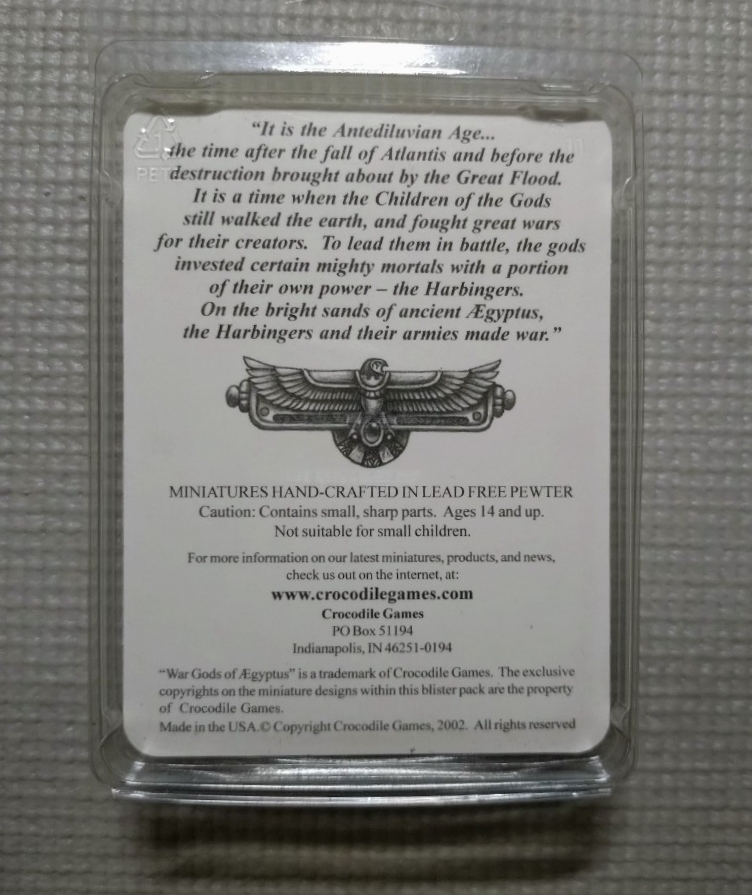 “It is the Antediluvian Age...
the time after the fall of Atlantis and before the
destruction brought about by the Great Flood.
It is a time when the Children of the Gods
still walked the earth, and fought great wars
for their creators. To lead them in battle, the gods
invested certain mighty mortals with a portion
of their own power – the Harbingers.
On the bright sands of ancient Ægyptus,
the Harbingers and their armies made war.”
MINIATURES HAND-CRAFTED IN LEAD FREE PEWTER
Caution: Contains small, sharp parts. Ages 14 and up.
Not suitable for small children.
For more information on our latest miniatures, products, and news,
check us out on the internet, at:
www.crocodilegames.com
Crocodile Games
PO Box 51194
Indianapolis, IN 46251-0194
“War Gods of Ægyptus” is a trademark of Crocodile Games. The exclusive
copyrights on the miniature designs within this blister pack are the property
of Crocodile Games.
Made in the USA.© Copyright Crocodile Games, 2002. All rights reserved